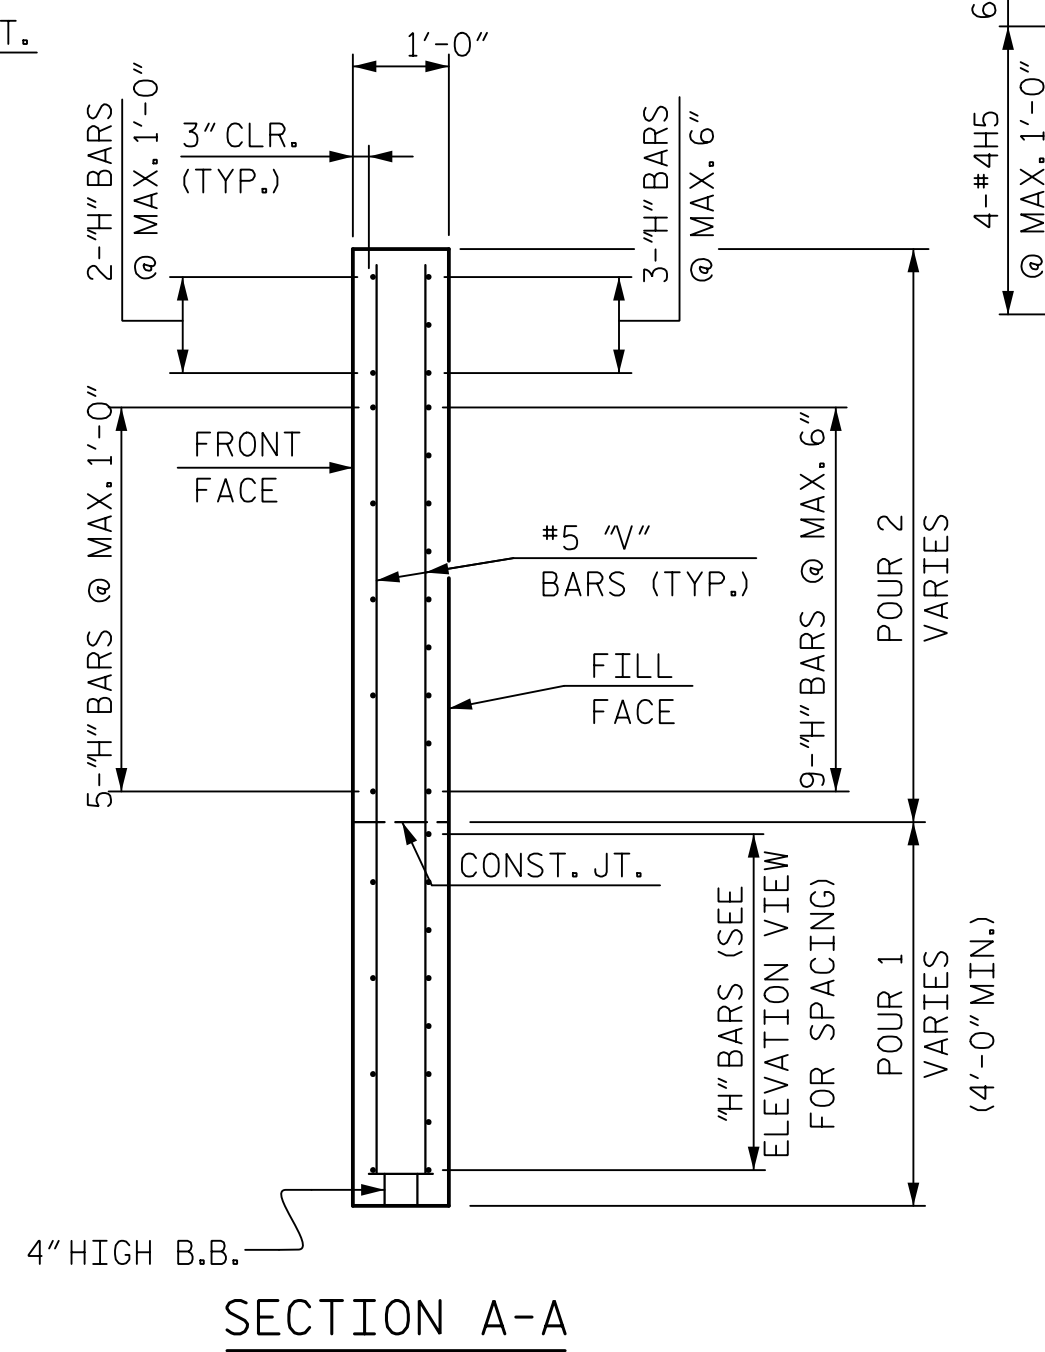 T.
1'-0"
2-"H" BARS
@ MAX. 1'-0"
3" CLR.
(TYP.)
3-"H" BARS
@ MAX. 6"
6
4-#4H5
@ MAX. 1'-0"
5-"H" BARS @ MAX. 1'-0"
FRONT
FACE
#5 "V"
BARS (TYP.)
FILL
FACE
9-"H" BARS @ MAX. 6"
POUR 2
VARIES
CONST. JT.
"H" BARS (SEE
ELEVATION VIEW
FOR SPACING)
POUR 1
VARIES
(4'-0" MIN.)
4" HIGH B.B.
SECTION A-A